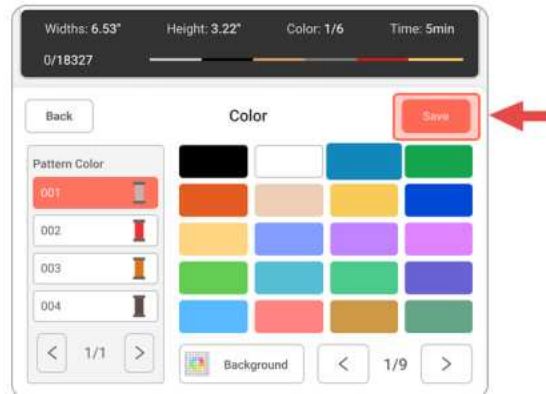 Widths: 6.53" Height: 3.22" Color: 1/6 Time: 5min
0/18327
Back Color Save
Pattern Color
001
002
003
004
< 1/1 >
Background < 1/9 >